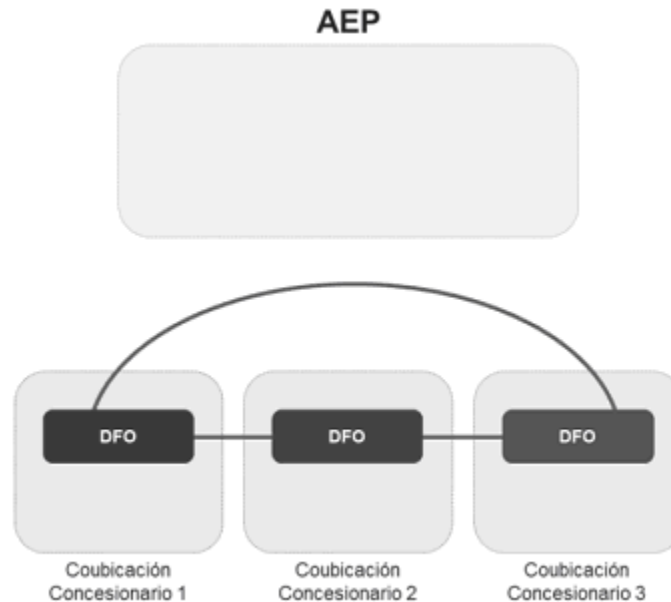 AEP
DFO
DFO
DFO
Coubicación
Concesionario 1
Coubicación
Concesionario 2
Coubicación
Concesionario 3